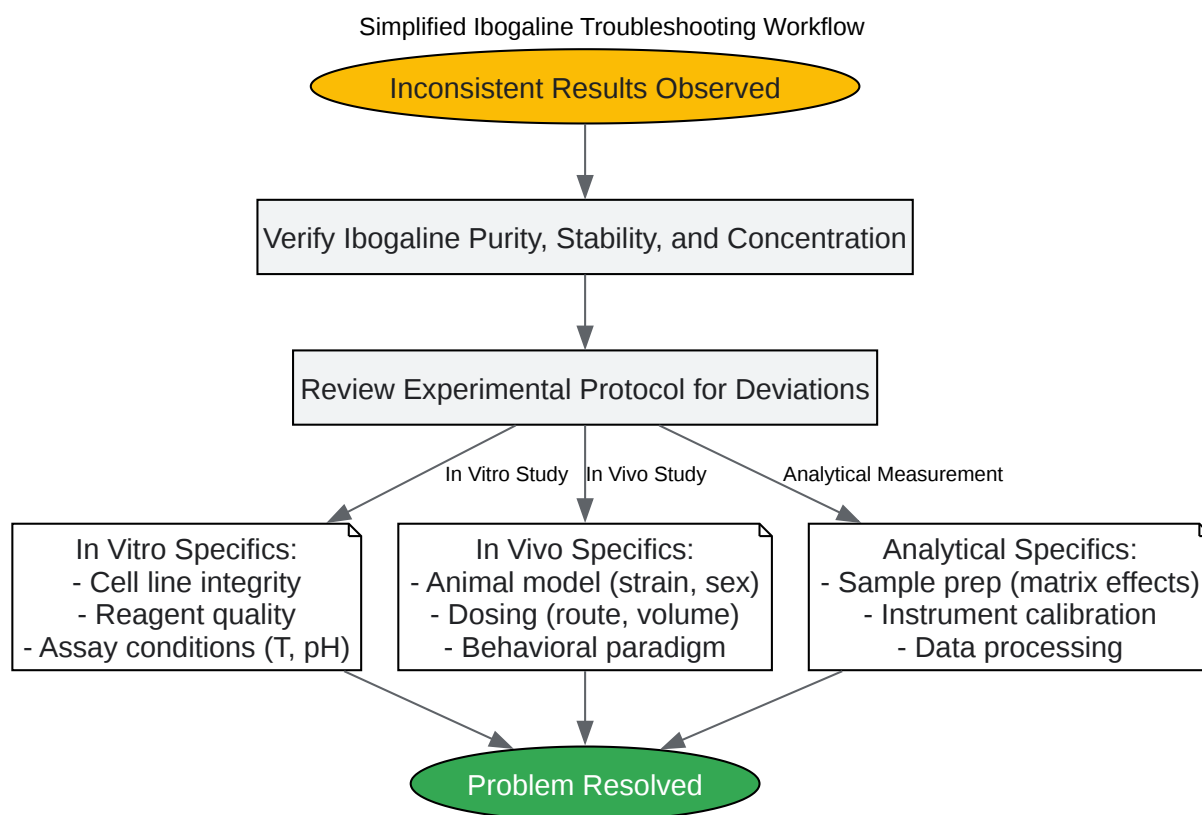 Simplified Ibogaline Troubleshooting Workflow
Inconsistent Results Observed
Verify Ibogaline Purity, Stability, and Concentration
Review Experimental Protocol for Deviations
In Vitro Study
In Vivo Study
Analytical Measurement
In Vitro Specifics:
- Cell line integrity
- Reagent quality
- Assay conditions (T, pH)
In Vivo Specifics:
- Animal model (strain, sex)
- Dosing (route, volume)
- Behavioral paradigm
Analytical Specifics:
- Sample prep (matrix effects)
- Instrument calibration
- Data processing
Problem Resolved